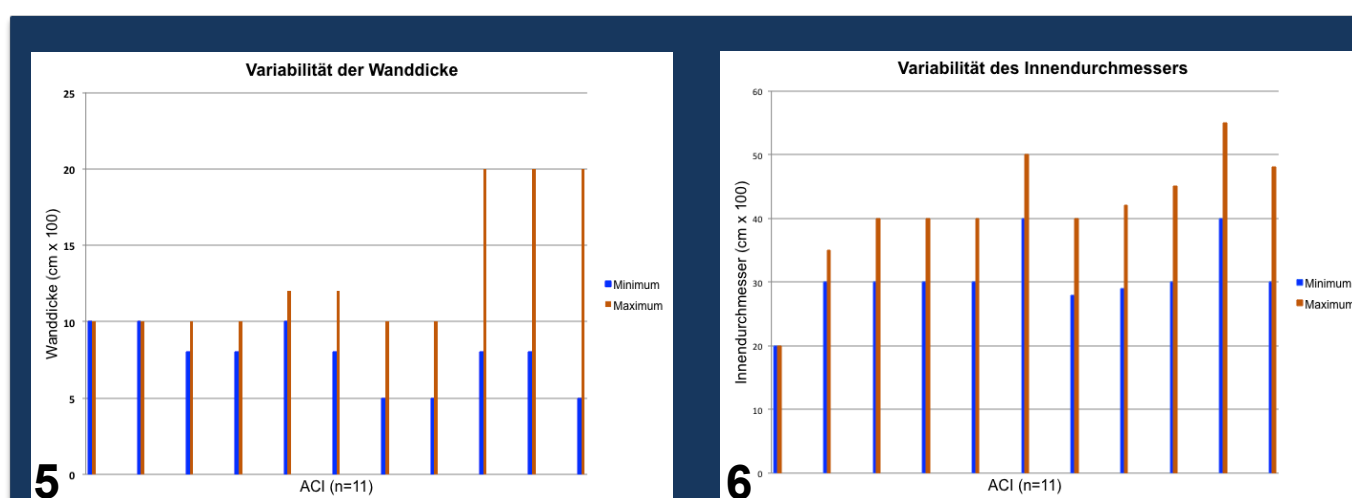 Variabilität der Wanddicke
25
20
15
10
5
0
Wanddicke (cm x 100)
ACI (n=11)
Minimum
Maximum
5
Variabilität des Innendurchmessers
60
50
40
30
20
10
0
Innendurchmesser (cm x 100)
ACI (n=11)
Minimum
Maximum
6